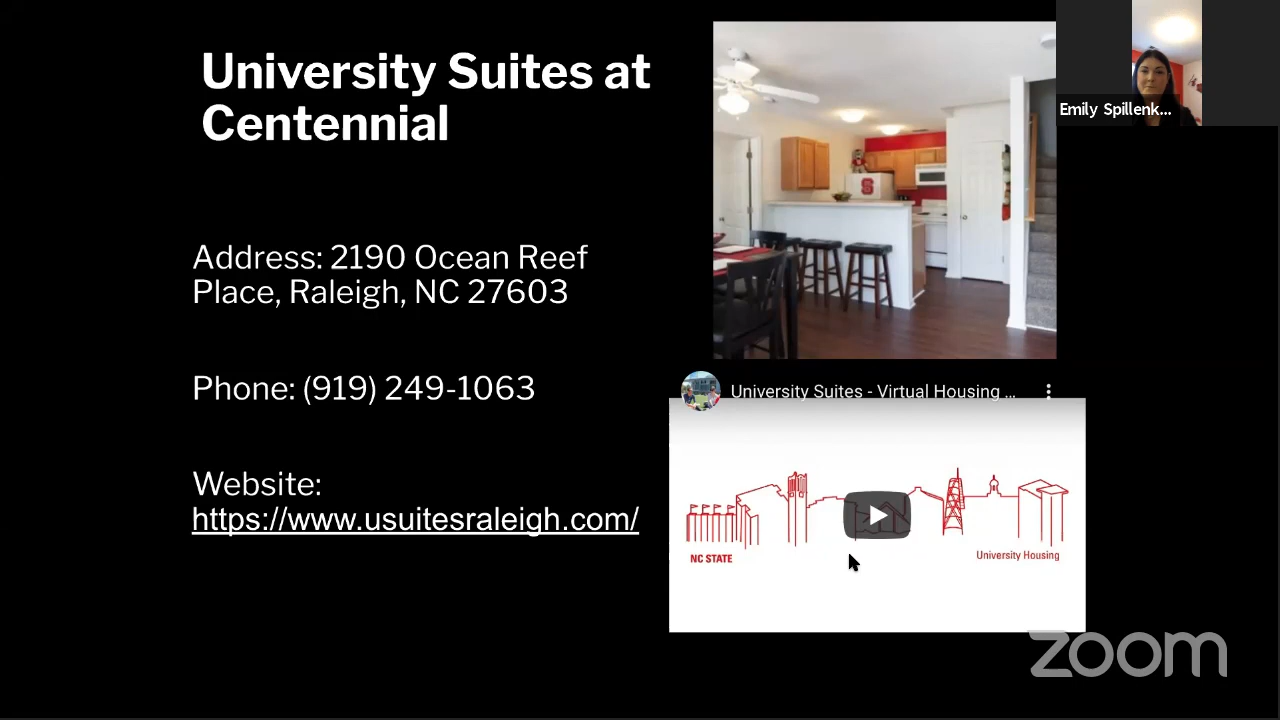 University Suites at
Centennial
Emily Spillenk...
Address: 2190 Ocean Reef
Place, Raleigh, NC 27603
Phone: (919) 249-1063
Website:
https://www.usuitesraleigh.com/
S
University Suites - Virtual Housing ...
NC STATE
University Housing
zoom